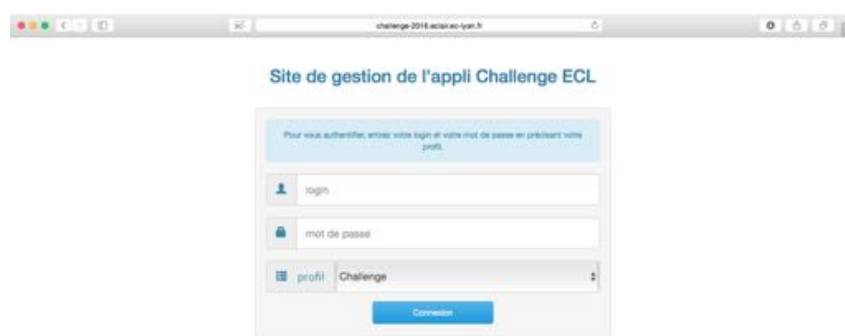 challenge-2016.eclair.ec-lyon.fr
Site de gestion de l'appli Challenge ECL
Pour vous authentifier, entrez votre login et votre mot de passe en précisant votre
profil.
login
mot de passe
profil Challenge
Connexion